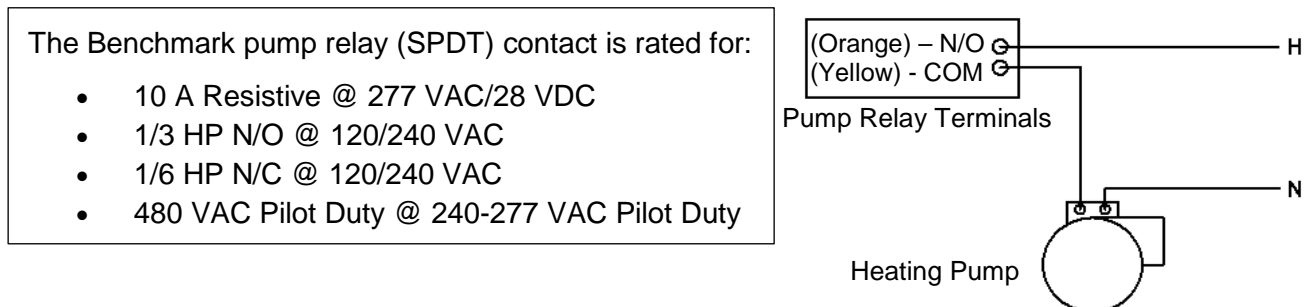 The Benchmark pump relay (SPDT) contact is rated for:
• 10 A Resistive @ 277 VAC/28 VDC
• 1/3 HP N/O @ 120/240 VAC
• 1/6 HP N/C @ 120/240 VAC
• 480 VAC Pilot Duty @ 240-277 VAC Pilot Duty
(Orange) – N/O
(Yellow) - COM
Pump Relay Terminals
H
N
Heating Pump